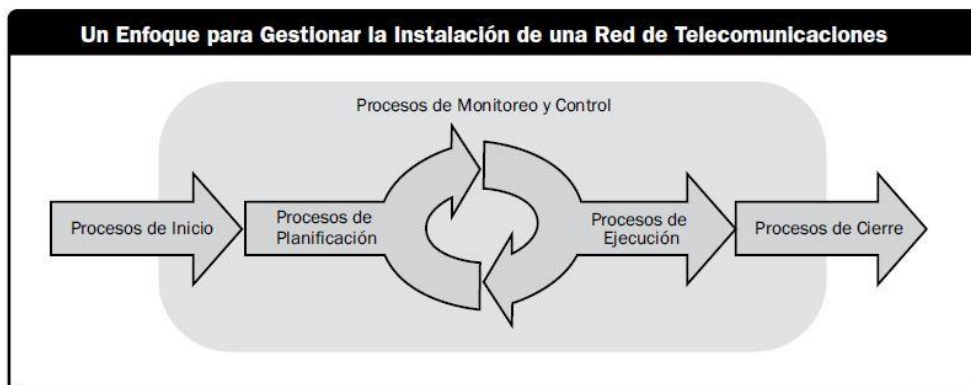 Un Enfoque para Gestionar la Instalación de una Red de Telecomunicaciones
Procesos de Monitoreo y Control
Procesos de Inicio
Procesos de
Planificación
Procesos de
Ejecución
Procesos de Cierre